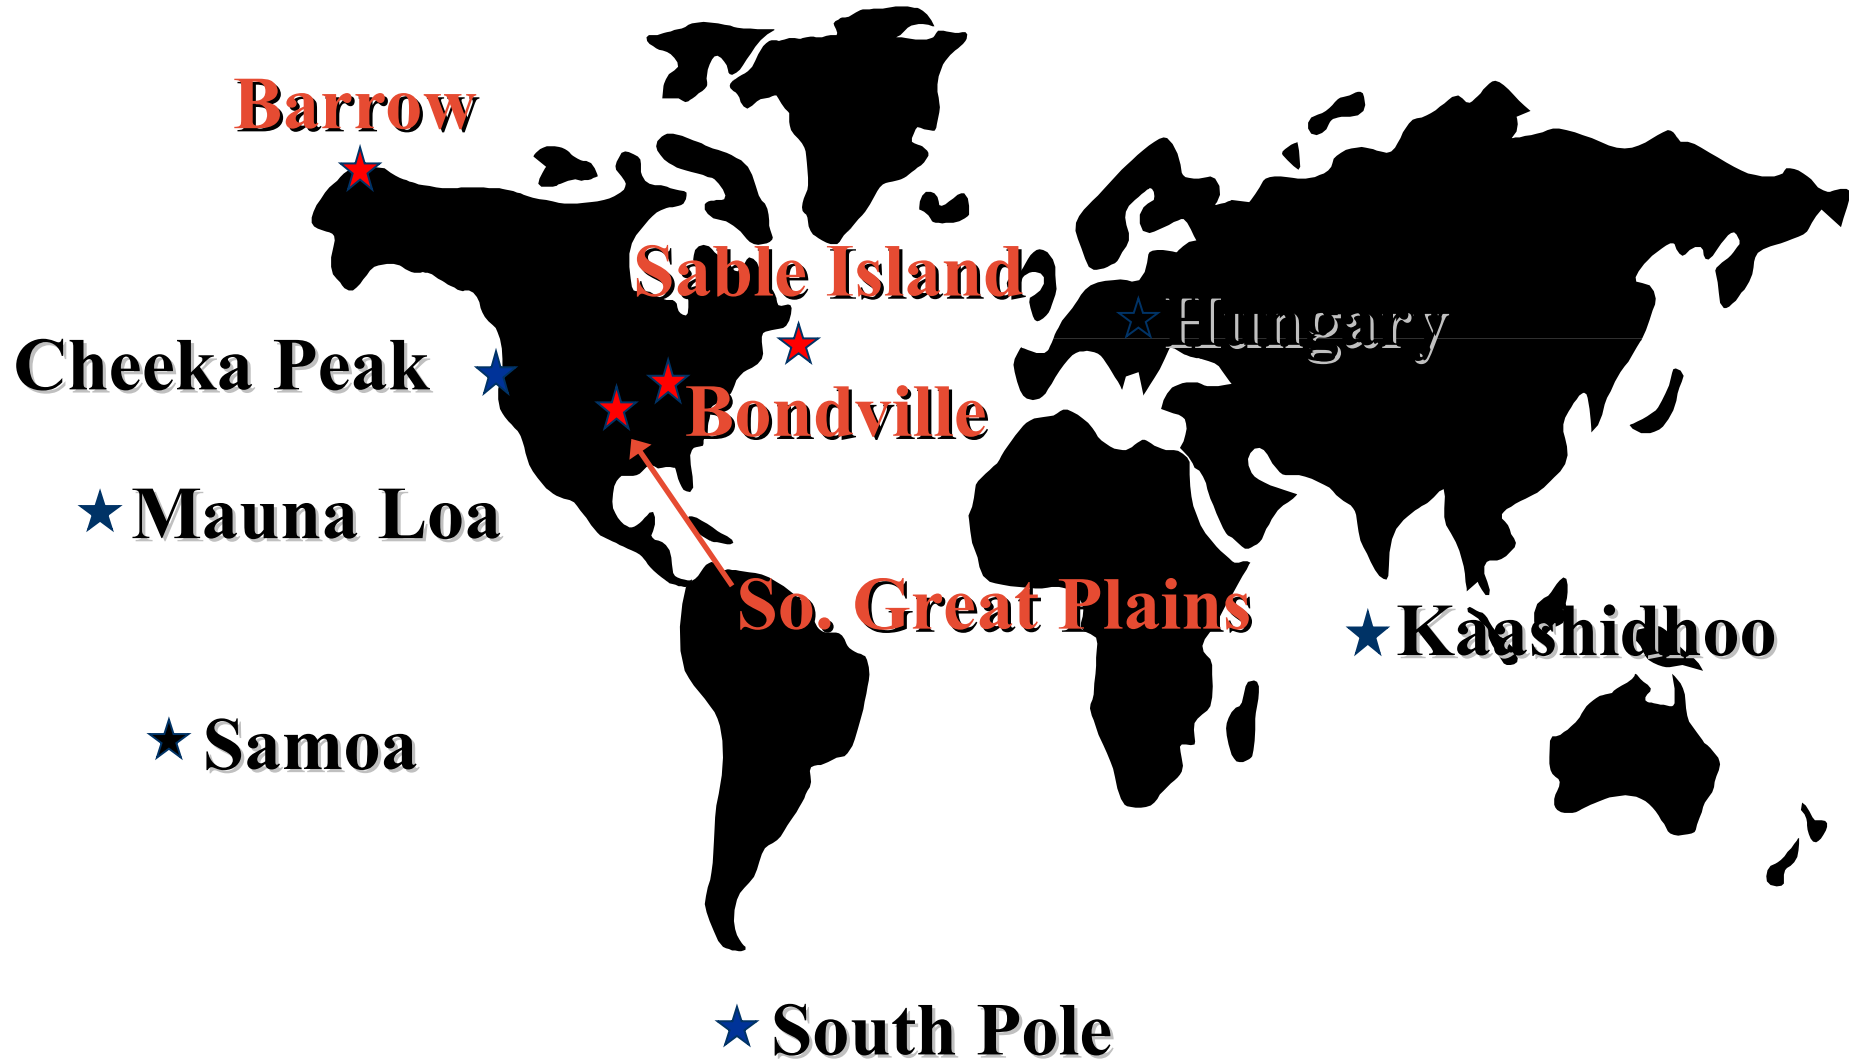 Barrow
Sable Island
Hungary
Cheeka Peak
Bondville
Mauna Loa
So. Great Plains
Kaashidhoo
Samoa
South Pole